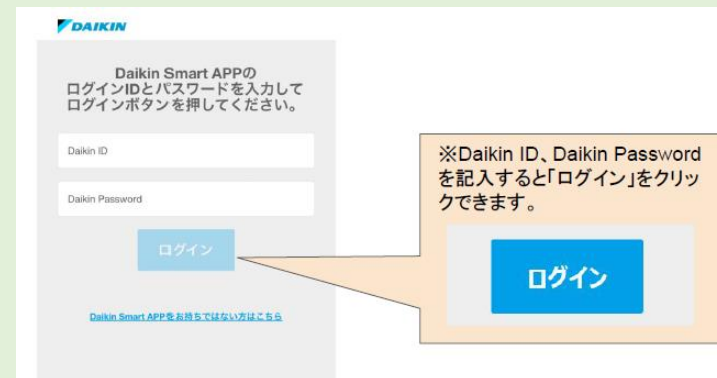 DAIKIN
Daikin Smart APPの
ログインIDとパスワードを入力して
ログインボタンを押してください。
Daikin ID
Daikin Password
ログイン
Daikin Smart APPをお持ちではない方はこちら
※Daikin ID、Daikin Password
を記入すると「ログイン」をクリッ
クできます。
ログイン